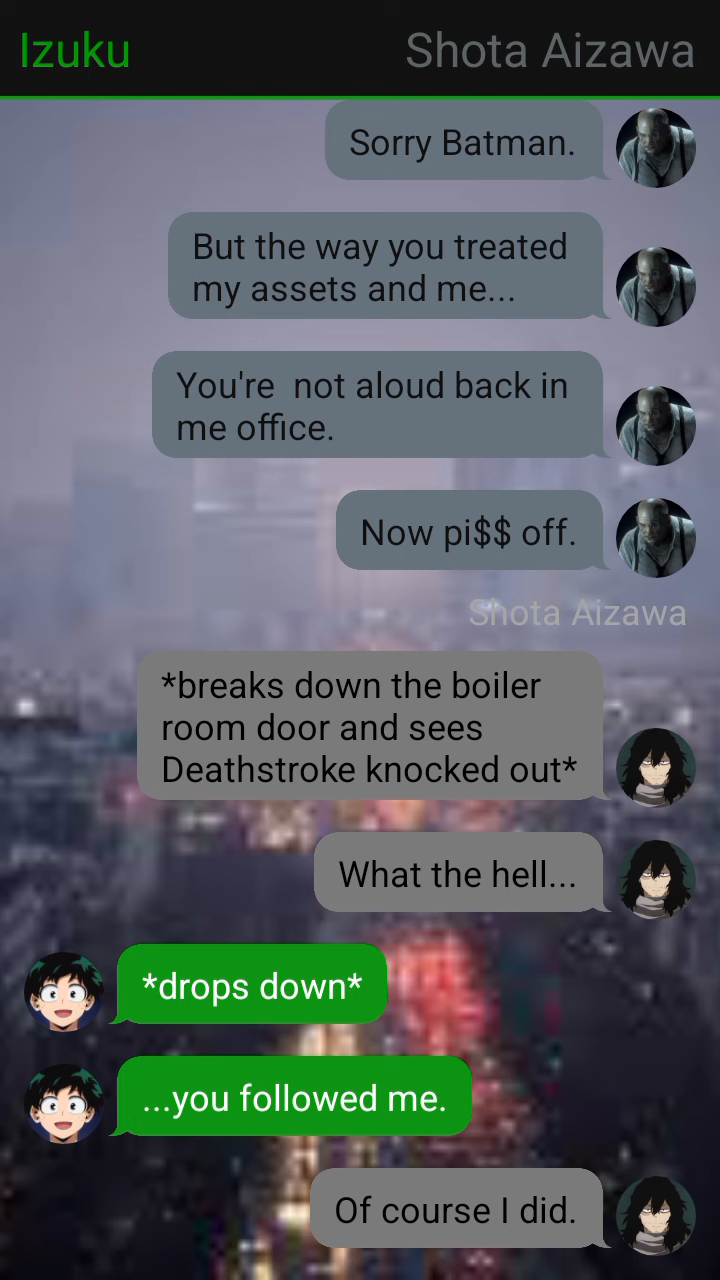 Izuku
Shota Aizawa
Sorry Batman.
But the way you treated
my assets and me...
You're  not aloud back in
me office.
Now pi$$ off.
Shota Aizawa
*breaks down the boiler
room door and sees
Deathstroke knocked out*
What the hell...
*drops down*
...you followed me.
Of course I did.